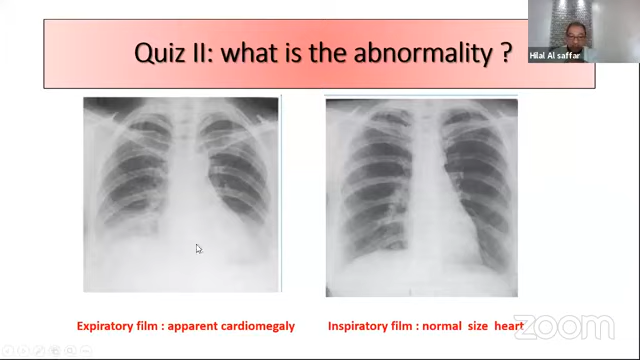 Quiz II: what is the abnormality ?
Hilal Al saffar
Expiratory film : apparent cardiomegaly
Inspiratory film : normal size heart
zoom